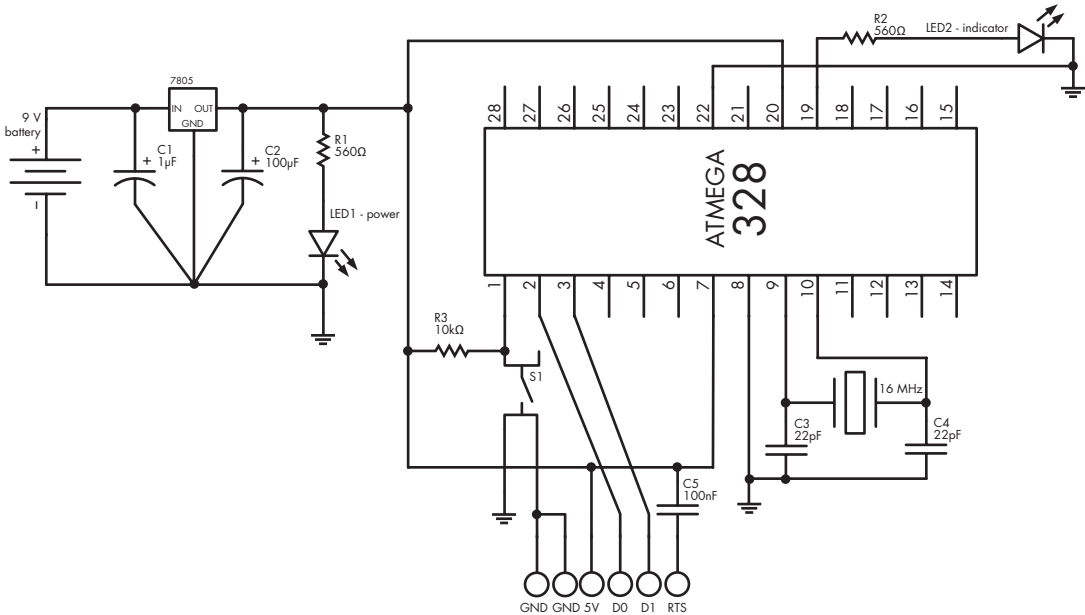 R2
560Ω
LED2 - indicator
7805
IN OUT
GND
9 V
battery
+
–
+
C1
1µF
+
C2
100µF
R1
560Ω
LED1 - power
28
27
26
25
24
23
22
21
20
19
18
17
16
15
ATMEGA
328
1
2
3
4
5
6
7
8
9
10
11
12
13
14
R3
10kΩ
S1
16 MHz
C3
22pF
C4
22pF
C5
100nF
GND GND 5V D0 D1 RTS